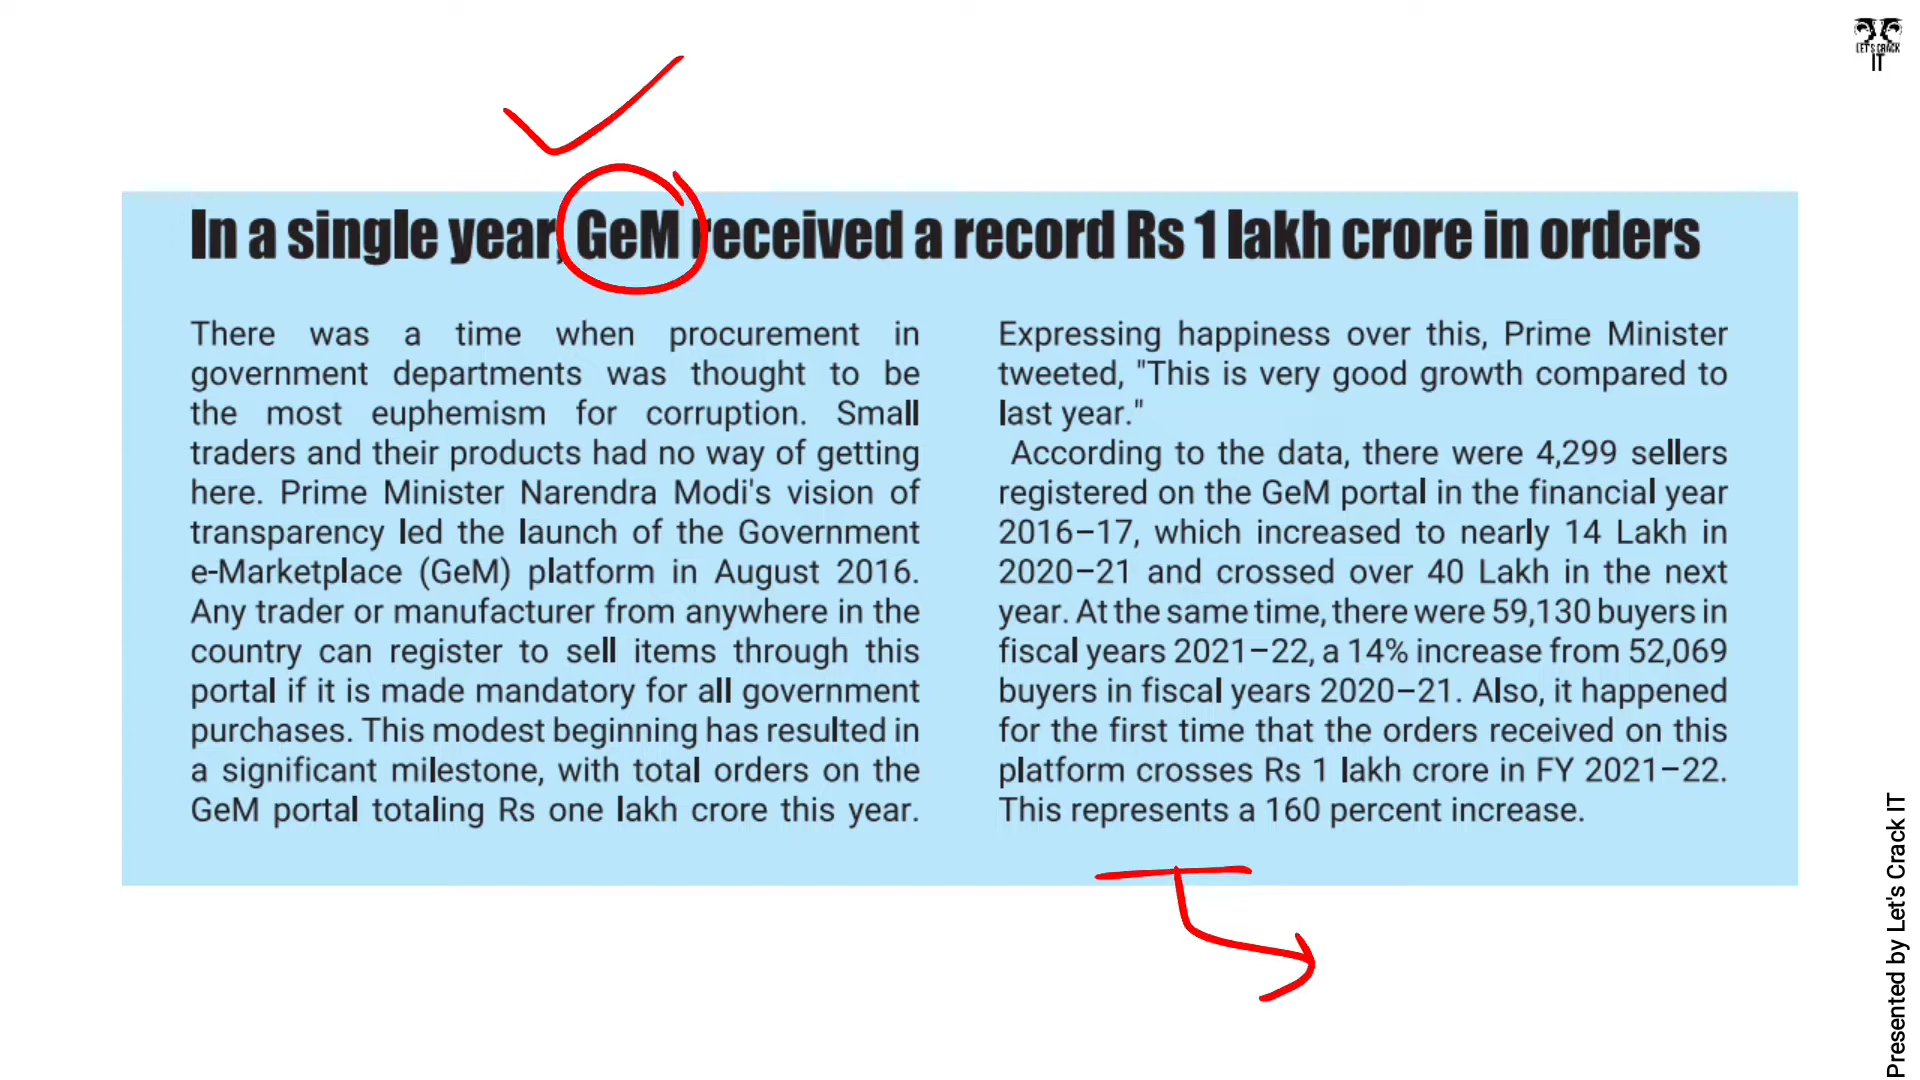 LET'S CRACK
IT
In a single year, GeM received a record Rs 1 lakh crore in orders
There was a time when procurement in
government departments was thought to be
the most euphemism for corruption. Small
traders and their products had no way of getting
here. Prime Minister Narendra Modi's vision of
transparency led the launch of the Government
e-Marketplace (GeM) platform in August 2016.
Any trader or manufacturer from anywhere in the
country can register to sell items through this
portal if it is made mandatory for all government
purchases. This modest beginning has resulted in
a significant milestone, with total orders on the
GeM portal totaling Rs one lakh crore this year.
Expressing happiness over this, Prime Minister
tweeted, "This is very good growth compared to
last year."
According to the data, there were 4,299 sellers
registered on the GeM portal in the financial year
2016–17, which increased to nearly 14 Lakh in
2020–21 and crossed over 40 Lakh in the next
year. At the same time, there were 59,130 buyers in
fiscal years 2021–22, a 14% increase from 52,069
buyers in fiscal years 2020–21. Also, it happened
for the first time that the orders received on this
platform crosses Rs 1 lakh crore in FY 2021–22.
This represents a 160 percent increase.
Presented by Let's Crack IT